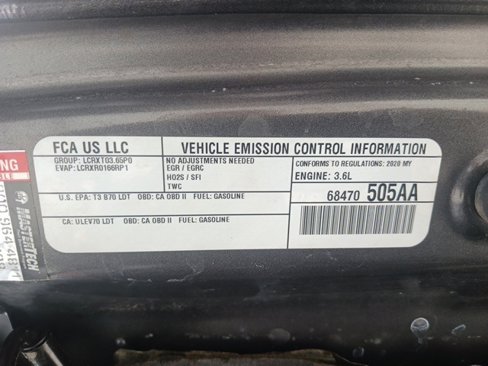 FCA US LLC
VEHICLE EMISSION CONTROL INFORMATION
GROUP: LCRXT03.65P0
EVAP: LCRXR0166RP1
NO ADJUSTMENTS NEEDED
EGR / EGRC
HO2S / SFI
TWC
CONFORMS TO REGULATIONS: 2020 MY
ENGINE: 3.6L
U.S. EPA: T3 B70 LDT OBD: CA OBD II FUEL: GASOLINE
CA: ULEV70 LDT OBD: CA OBD II FUEL: GASOLINE
68470 505AA
NG
MASTERTECH